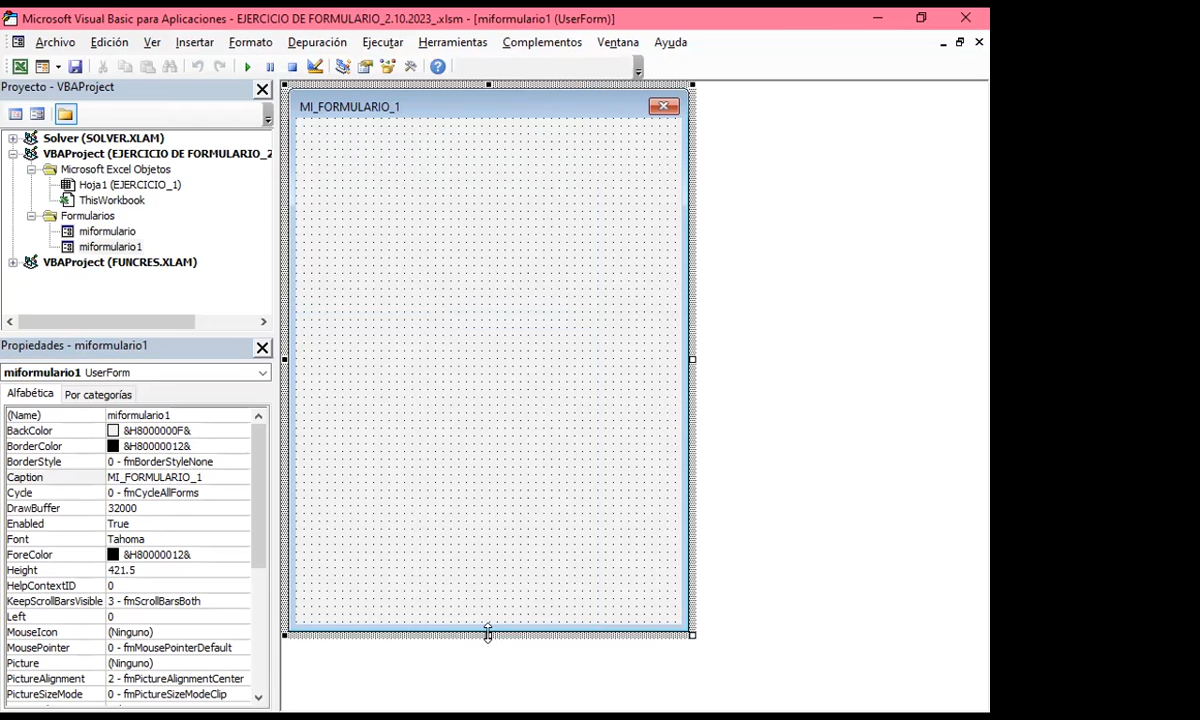 Microsoft Visual Basic para Aplicaciones - EJERCICIO DE FORMULARIO_2.10.2023_.xlsm - [miformulario1 (UserForm)]
Archivo Edición Ver Insertar Formato Depuración Ejecutar Herramientas Complementos Ventana Ayuda
Proyecto - VBAProject
Solver (SOLVER.XLAM)
VBAProject (EJERCICIO DE FORMULARIO_2
Microsoft Excel Objetos
Hoja1 (EJERCICIO_1)
ThisWorkbook
Formularios
miformulario
miformulario1
VBAProject (FUNCRES.XLAM)
Propiedades - miformulario1
miformulario1 UserForm
Alfabética Por categorías
(Name) miformulario1
BackColor &H8000000F&
BorderColor &H80000012&
BorderStyle 0 - fmBorderStyleNone
Caption MI_FORMULARIO_1
Cycle 0 - fmCycleAllForms
DrawBuffer 32000
Enabled True
Font Tahoma
ForeColor &H80000012&
Height 421.5
HelpContextID 0
KeepScrollBarsVisible 3 - fmScrollBarsBoth
Left 0
MouseIcon (Ninguno)
MousePointer 0 - fmMousePointerDefault
Picture (Ninguno)
PictureAlignment 2 - fmPictureAlignmentCenter
PictureSizeMode 0 - fmPictureSizeModeClip
MI_FORMULARIO_1